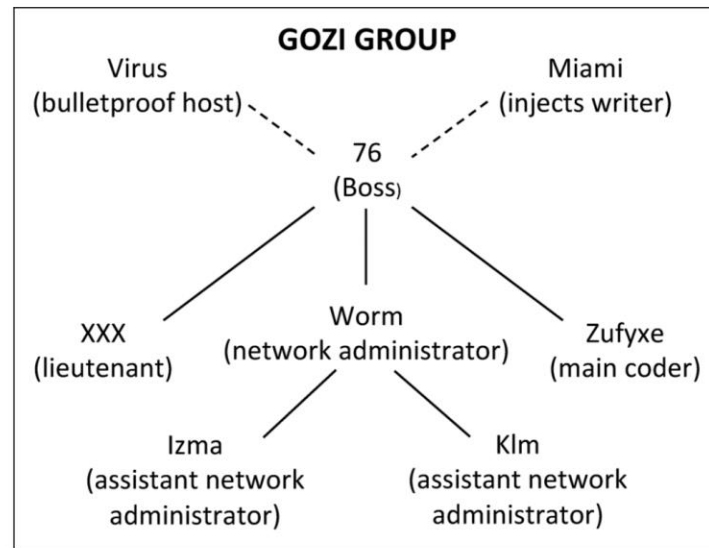 GOZI GROUP
Virus
(bulletproof host)
Miami
(injects writer)
76
(Boss)
XXX
(lieutenant)
Worm
(network administrator)
Zufyxe
(main coder)
Izma
(assistant network
administrator)
Klm
(assistant network
administrator)